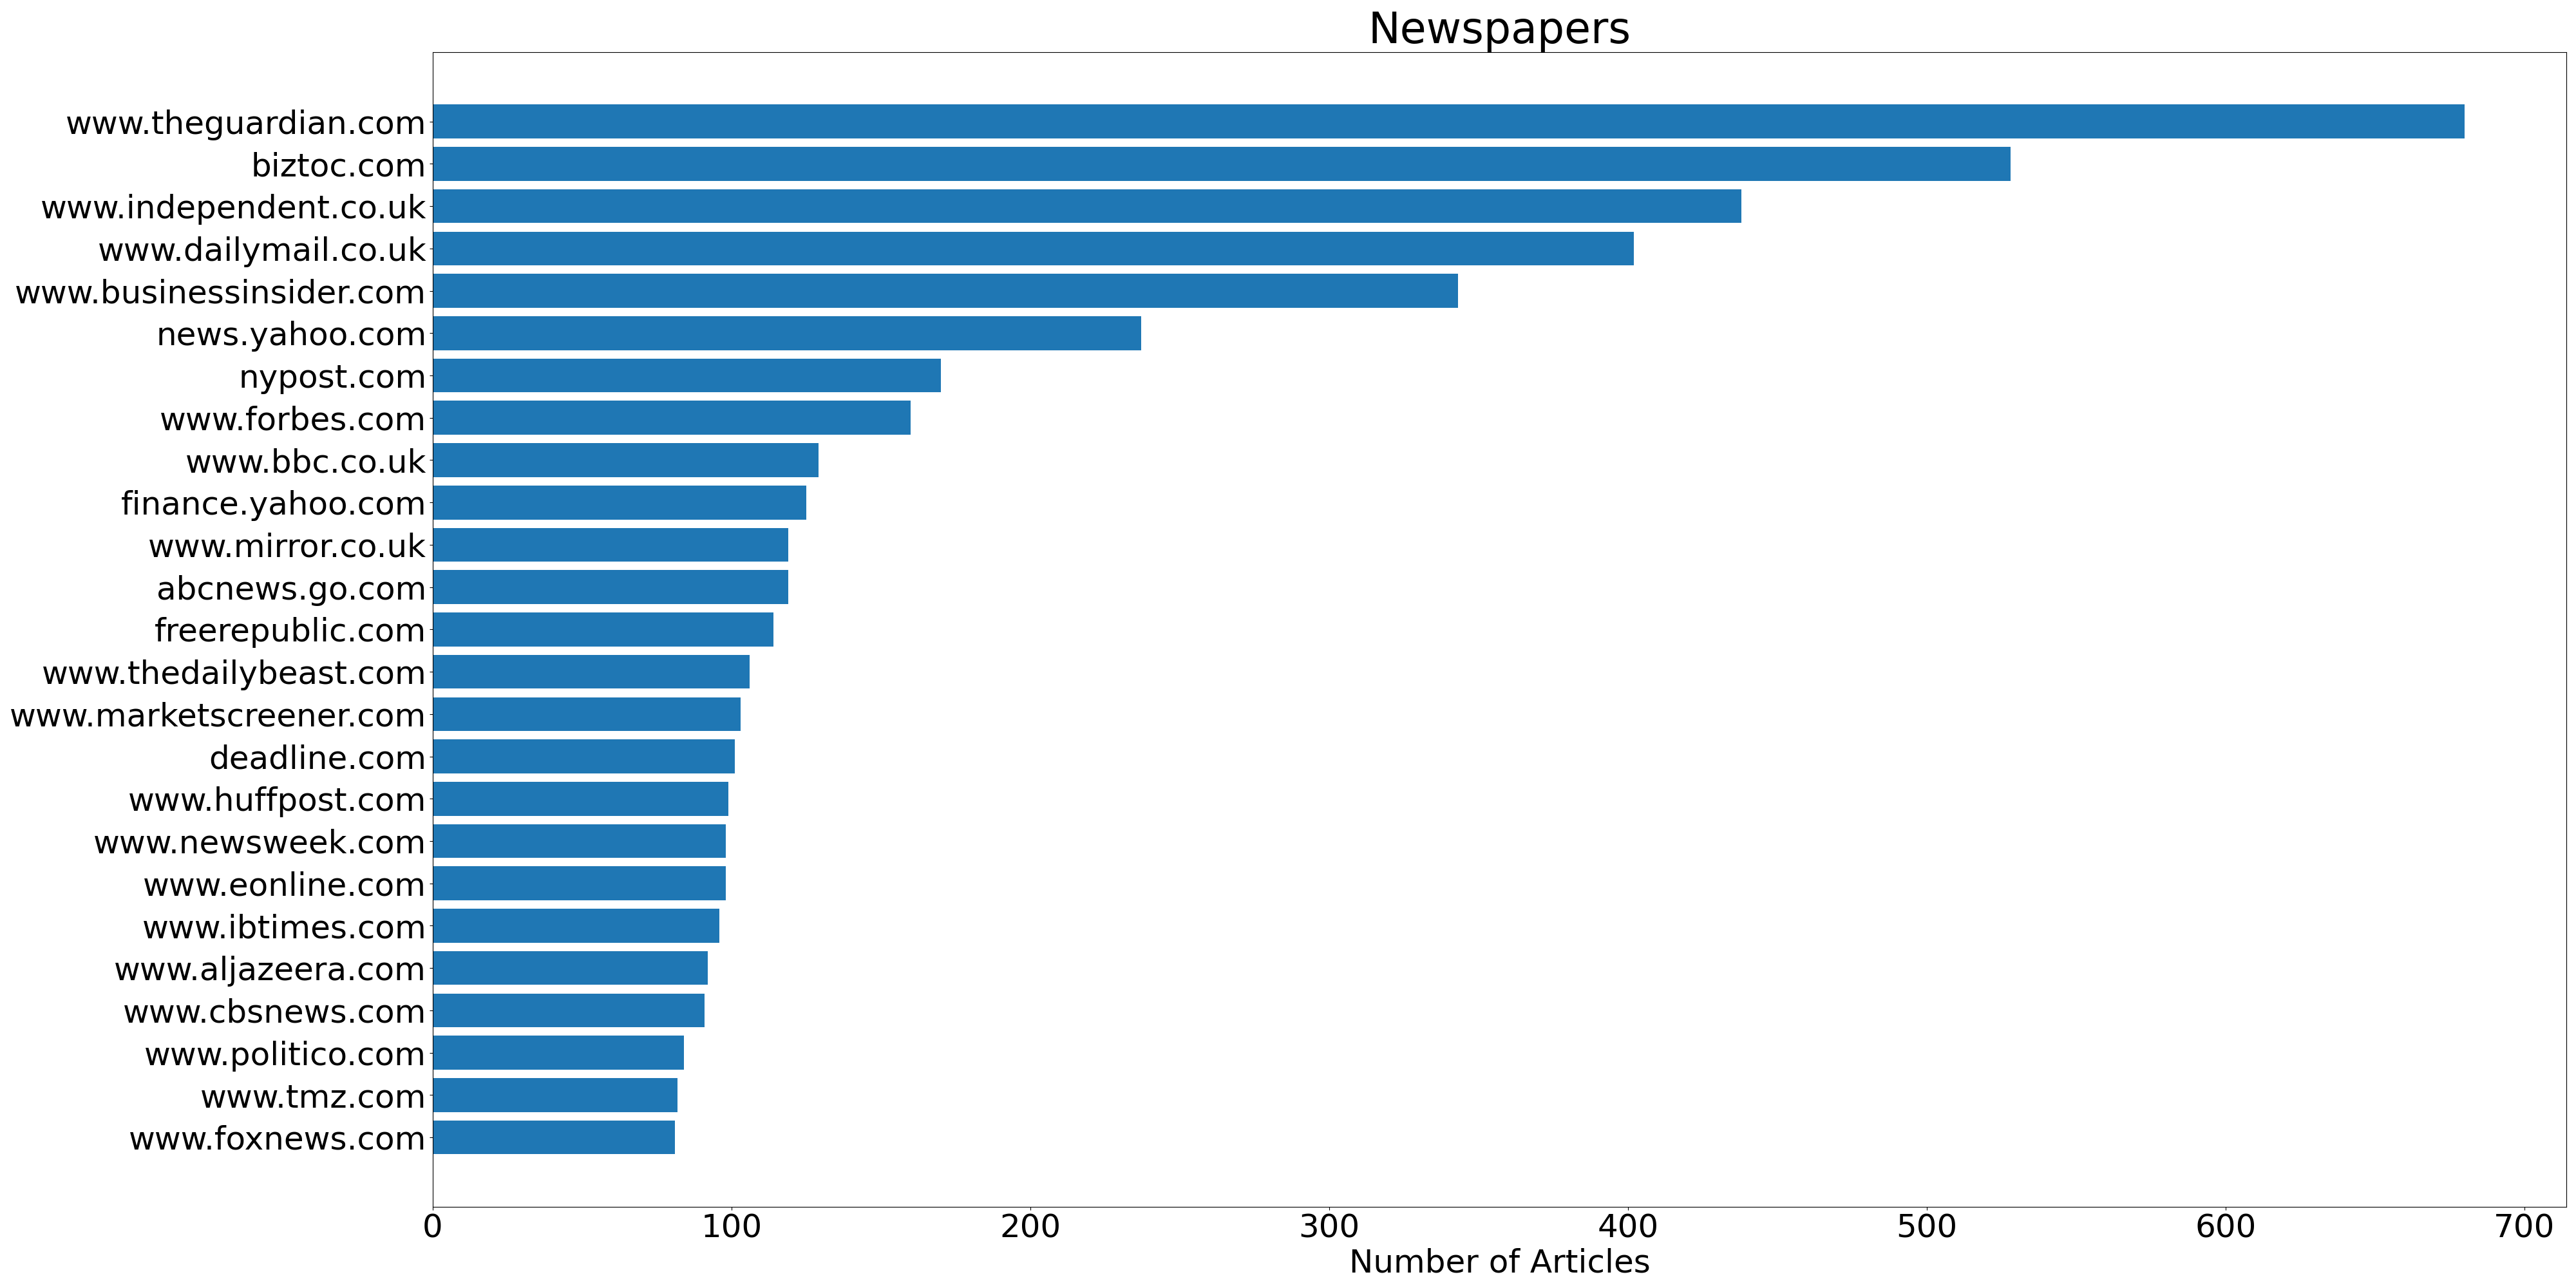 Newspapers
www.theguardian.com
biztoc.com
www.independent.co.uk
www.dailymail.co.uk
www.businessinsider.com
news.yahoo.com
nypost.com
www.forbes.com
www.bbc.co.uk
finance.yahoo.com
www.mirror.co.uk
abcnews.go.com
freerepublic.com
www.thedailybeast.com
www.marketscreener.com
deadline.com
www.huffpost.com
www.newsweek.com
www.eonline.com
www.ibtimes.com
www.aljazeera.com
www.cbsnews.com
www.politico.com
www.tmz.com
www.foxnews.com
0 100 200 300 400 500 600 700
Number of Articles